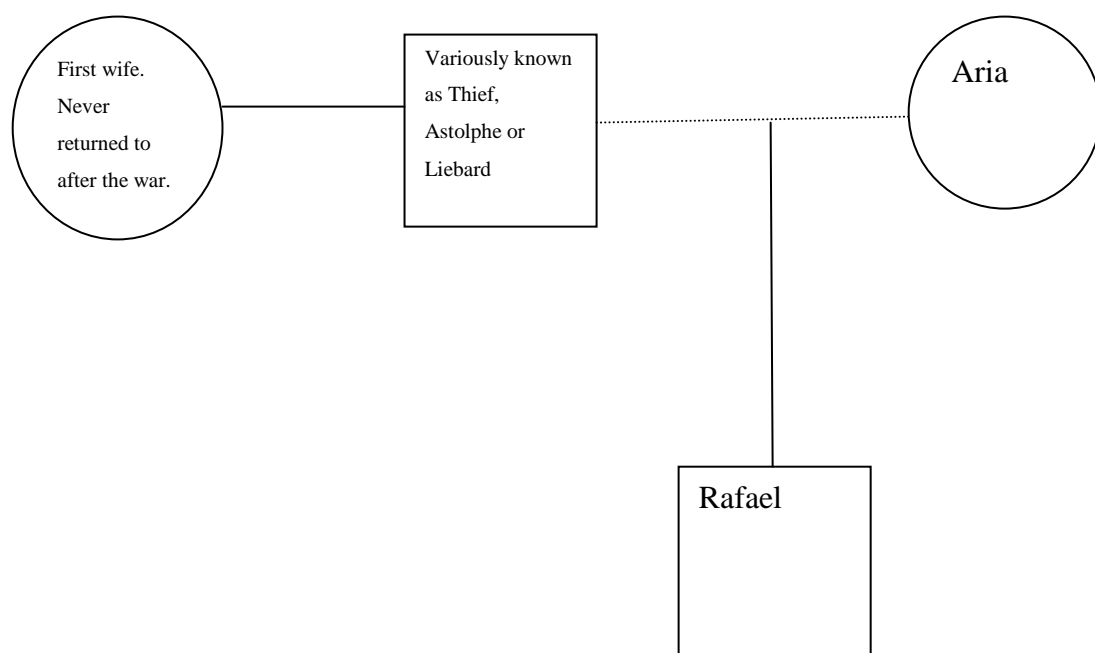 First wife.
Never
returned to
after the war.
Variously known
as Thief,
Astolphe or
Liebard
Aria
Rafael